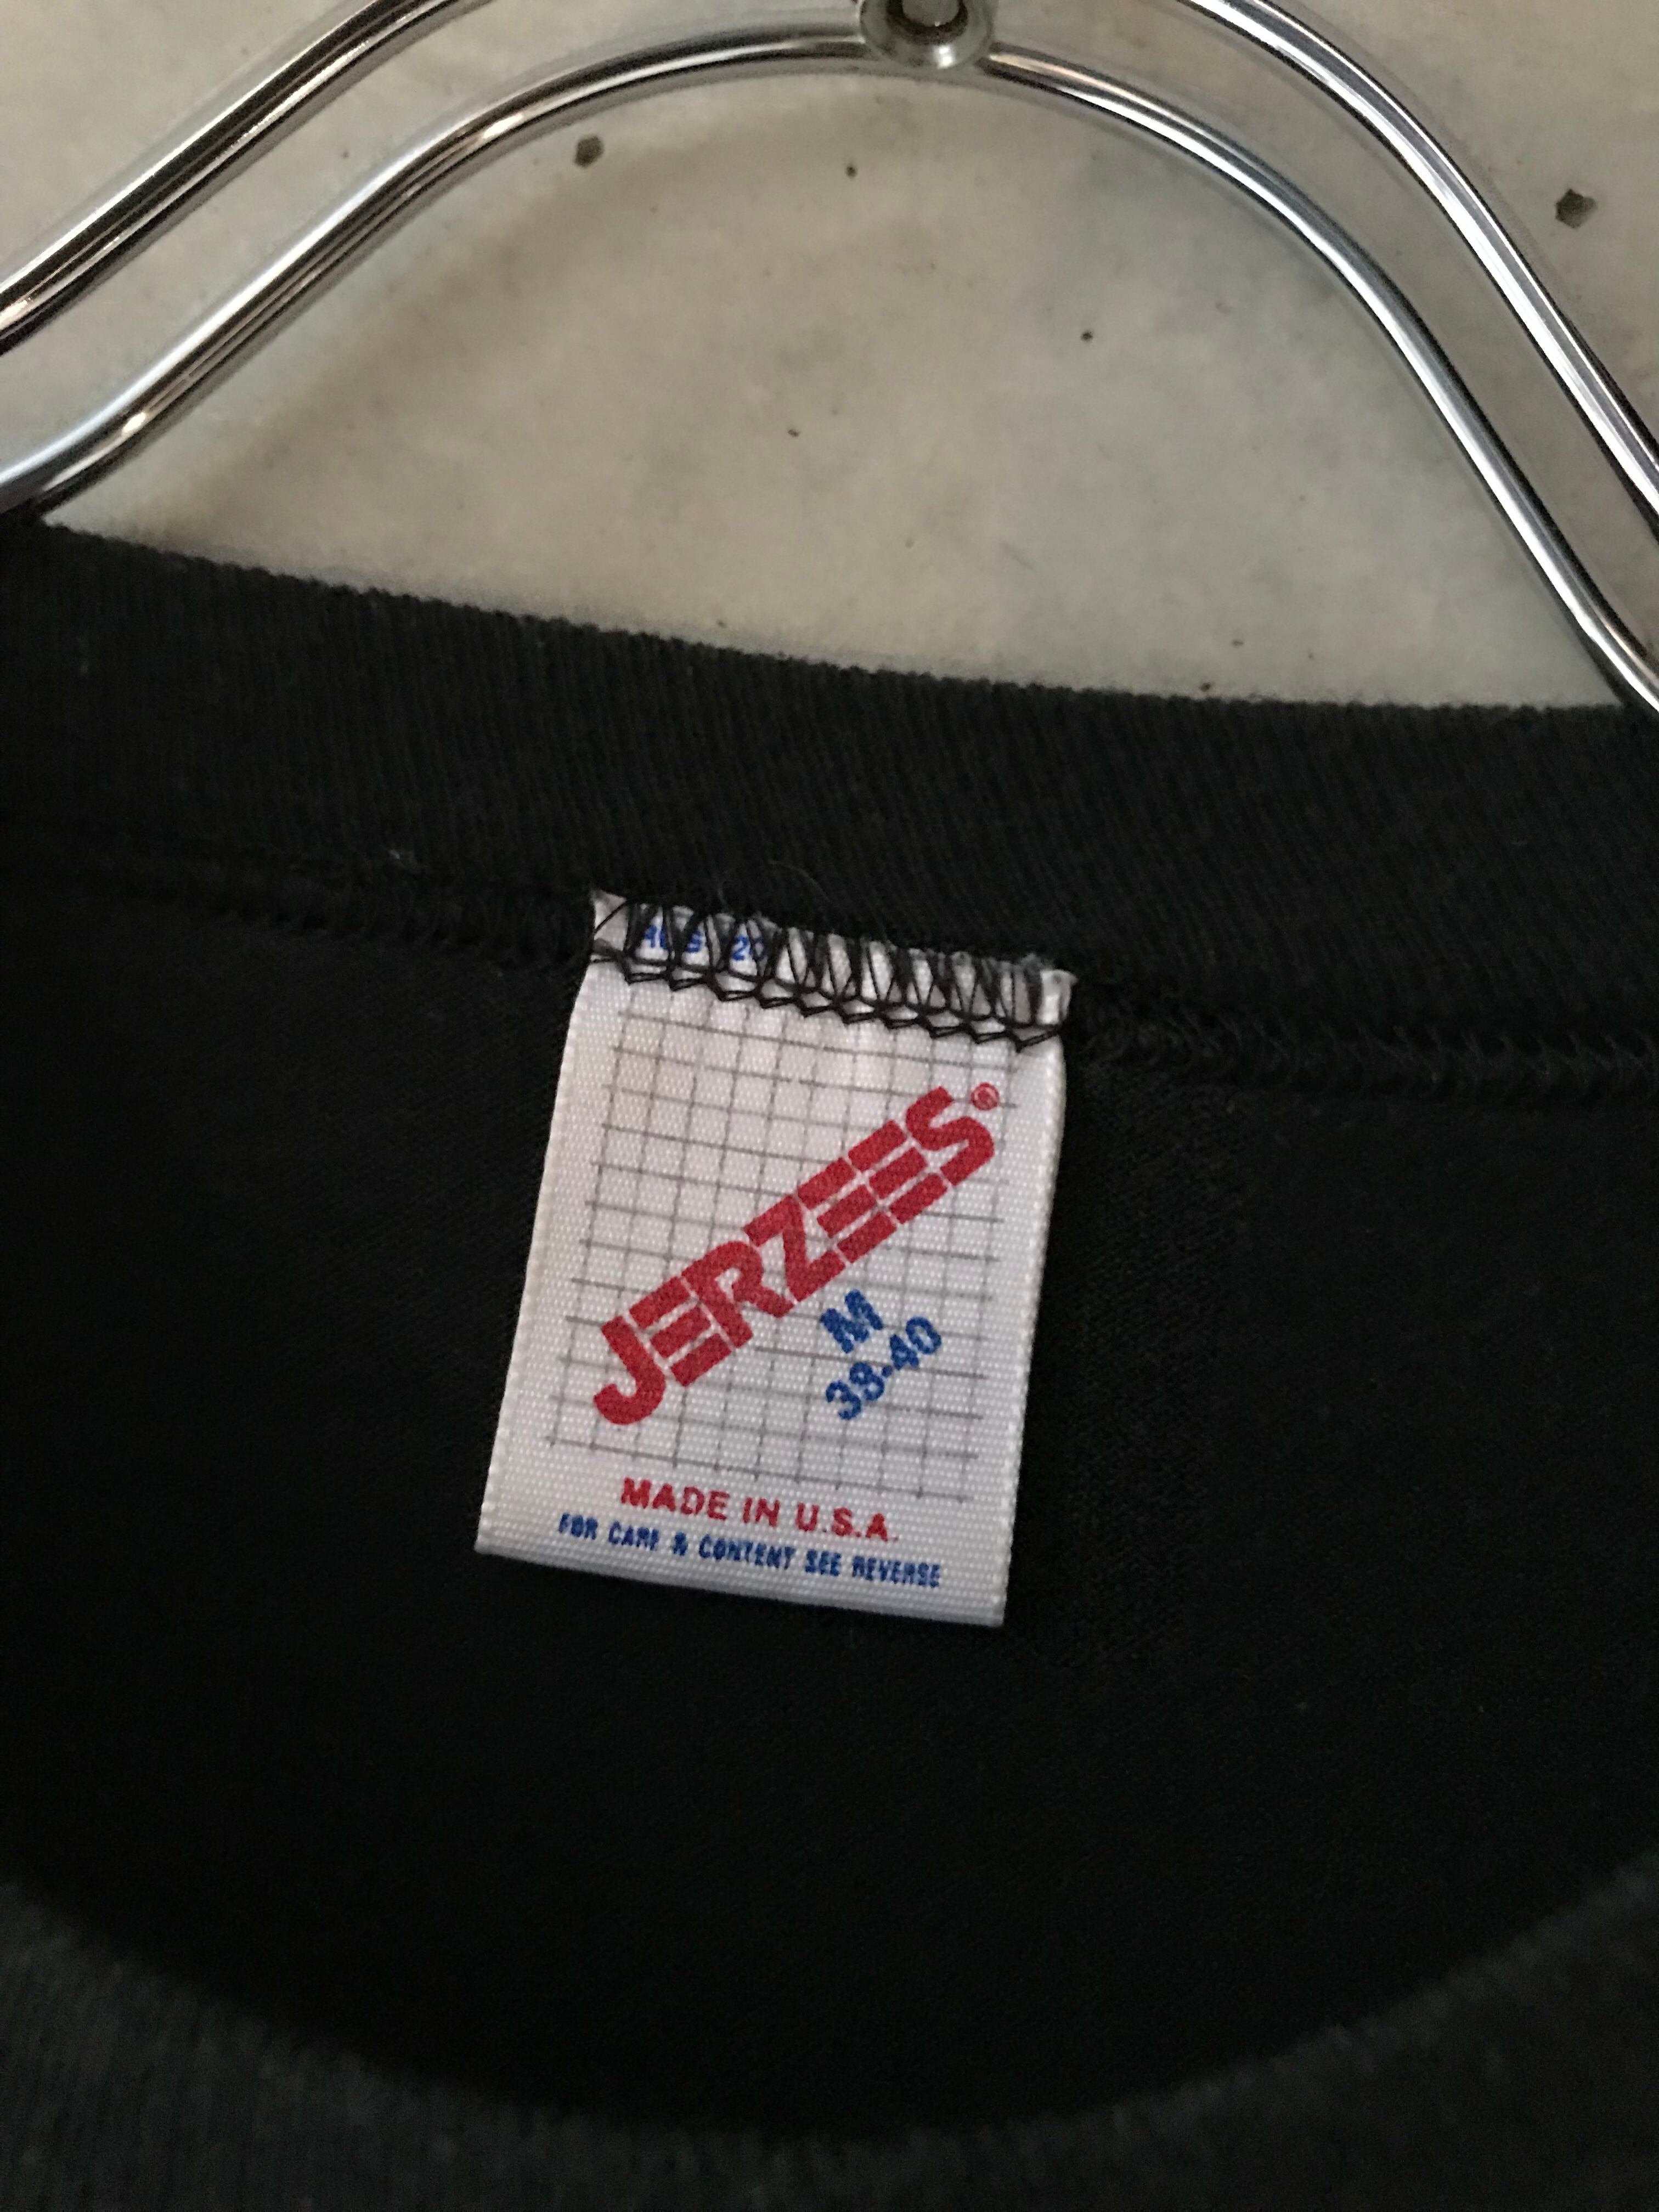 JERZEES®
M
38-40
MADE IN U.S.A.
FOR CARE & CONTENT SEE REVERSE